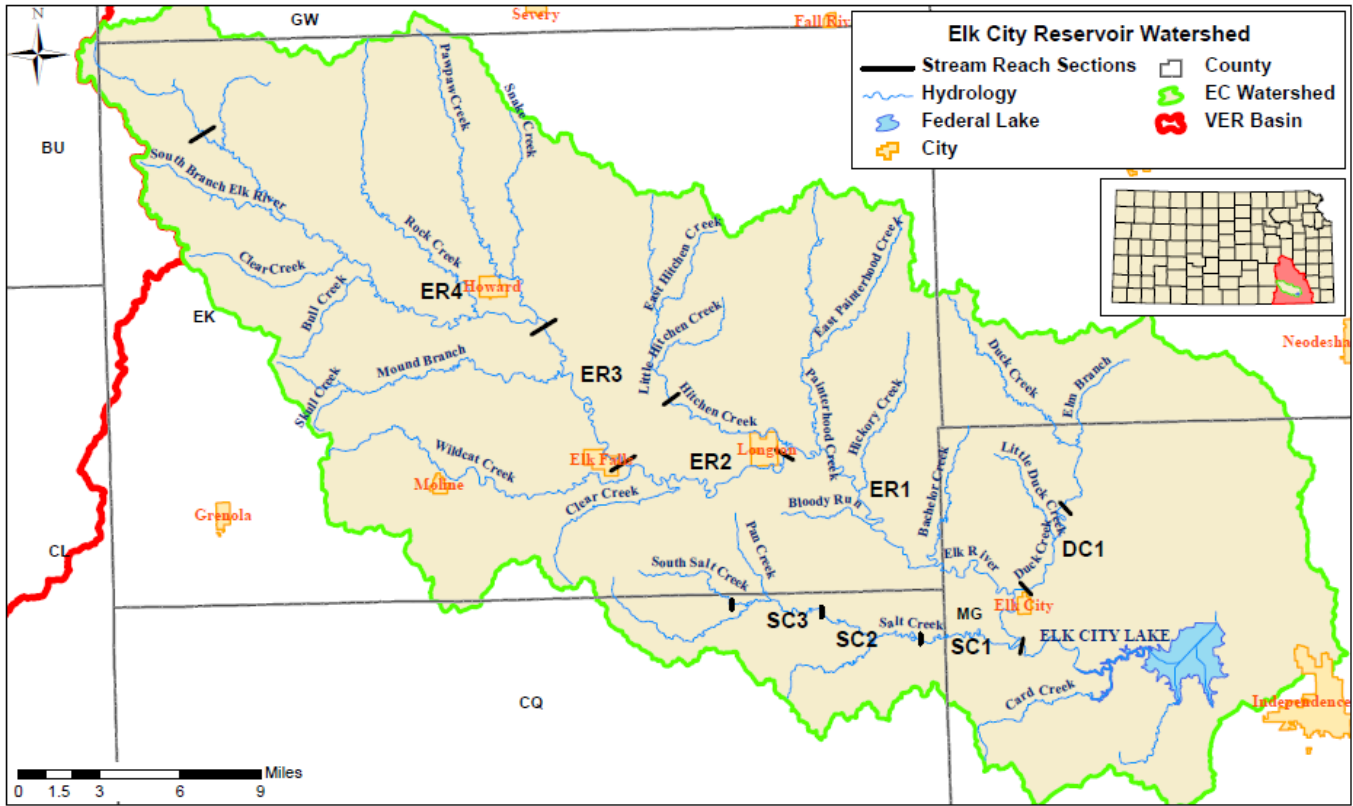 N
GW
Severy
Fall Riv
Elk City Reservoir Watershed
Stream Reach Sections
County
Hydrology
EC Watershed
Federal Lake
VER Basin
City
BU
Pawpaw Creek
Snake Creek
South Branch Elk River
Rock Creek
Clear Creek
Bull Creek
ER4
Howard
EK
East Hitchen Creek
East Painterhood Creek
Little Hitchen Creek
Mound Branch
ER3
Skull Creek
Hitchen Creek
Painterhood Creek
Hickory Creek
Duck Creek
Elm Branch
Neodesha
Wildcat Creek
Elk Falls
ER2
Longton
Moline
Clear Creek
Bloody Run
ER1
Bachelor Creek
Little Duck Creek
Grenola
CL
Pan Creek
South Salt Creek
Elk River
Duck Creek
DC1
SC3
SC2
Salt Creek
MG
SC1
Elk City
ELK CITY LAKE
Card Creek
Independence
CQ
Miles
0 1.5 3 6 9